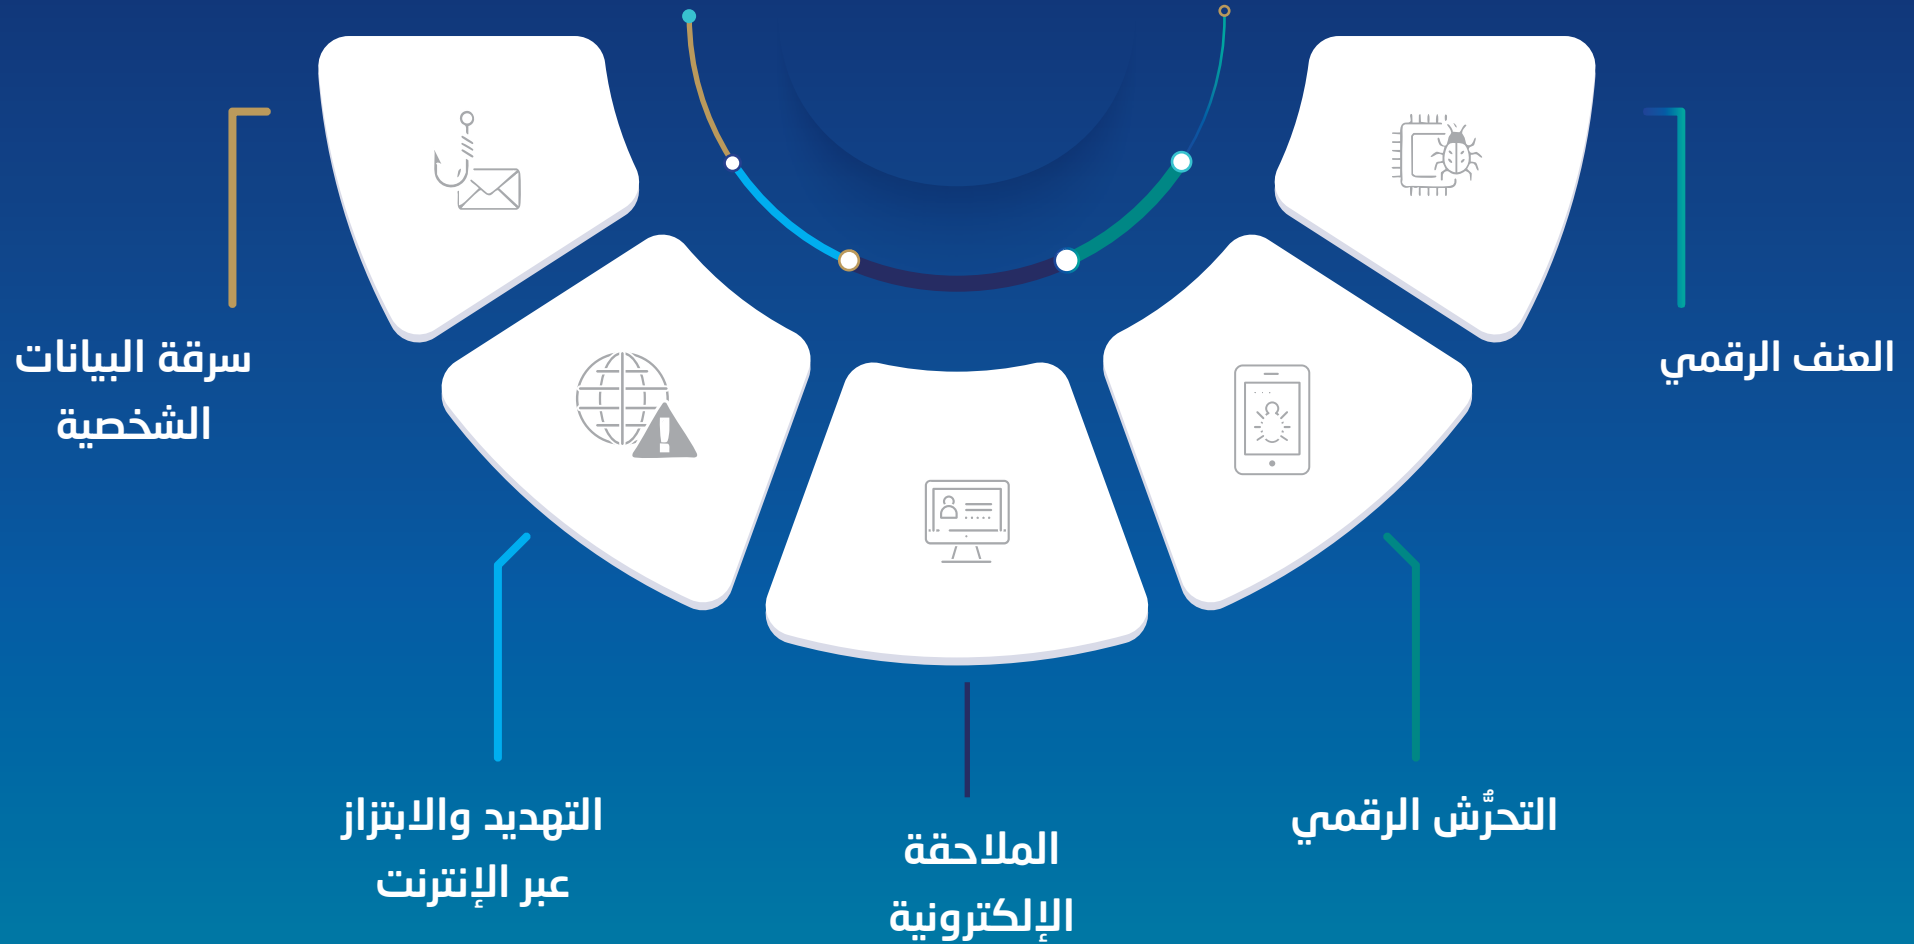 العنف الرقمي
التحرُّش الرقمي
الملاحقة
الإلكترونية
التهديد والابتزاز
عبر الإنترنت
سرقة البيانات
الشخصية